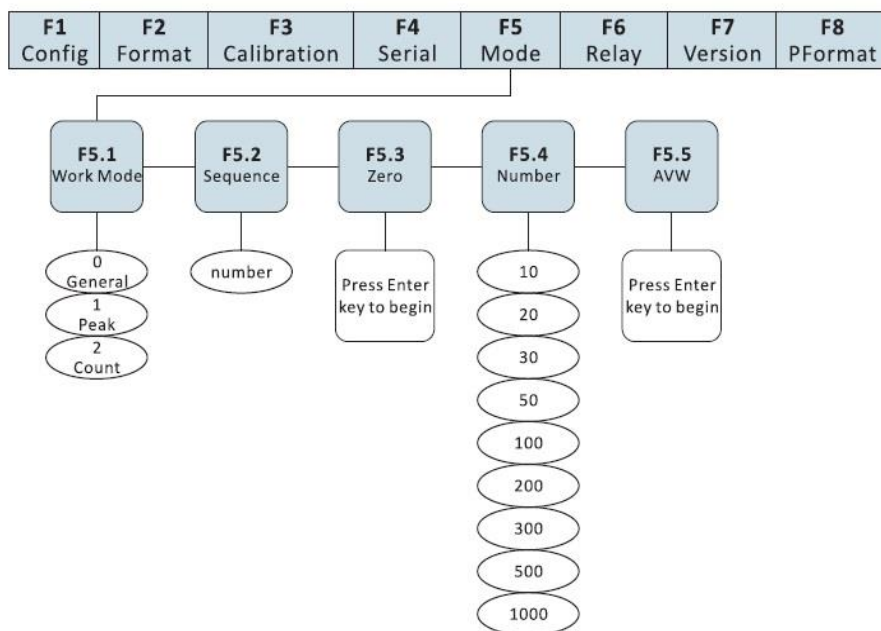 F1 F2 F3 F4 F5 F6 F7 F8
Config Format Calibration Serial Mode Relay Version PFormat
F5.1 F5.2 F5.3 F5.4 F5.5
Work Mode Sequence Zero Number AVW
0
General
1
Peak
2
Count
number
Press Enter
key to begin
10
20
30
50
100
200
300
500
1000
Press Enter
key to begin